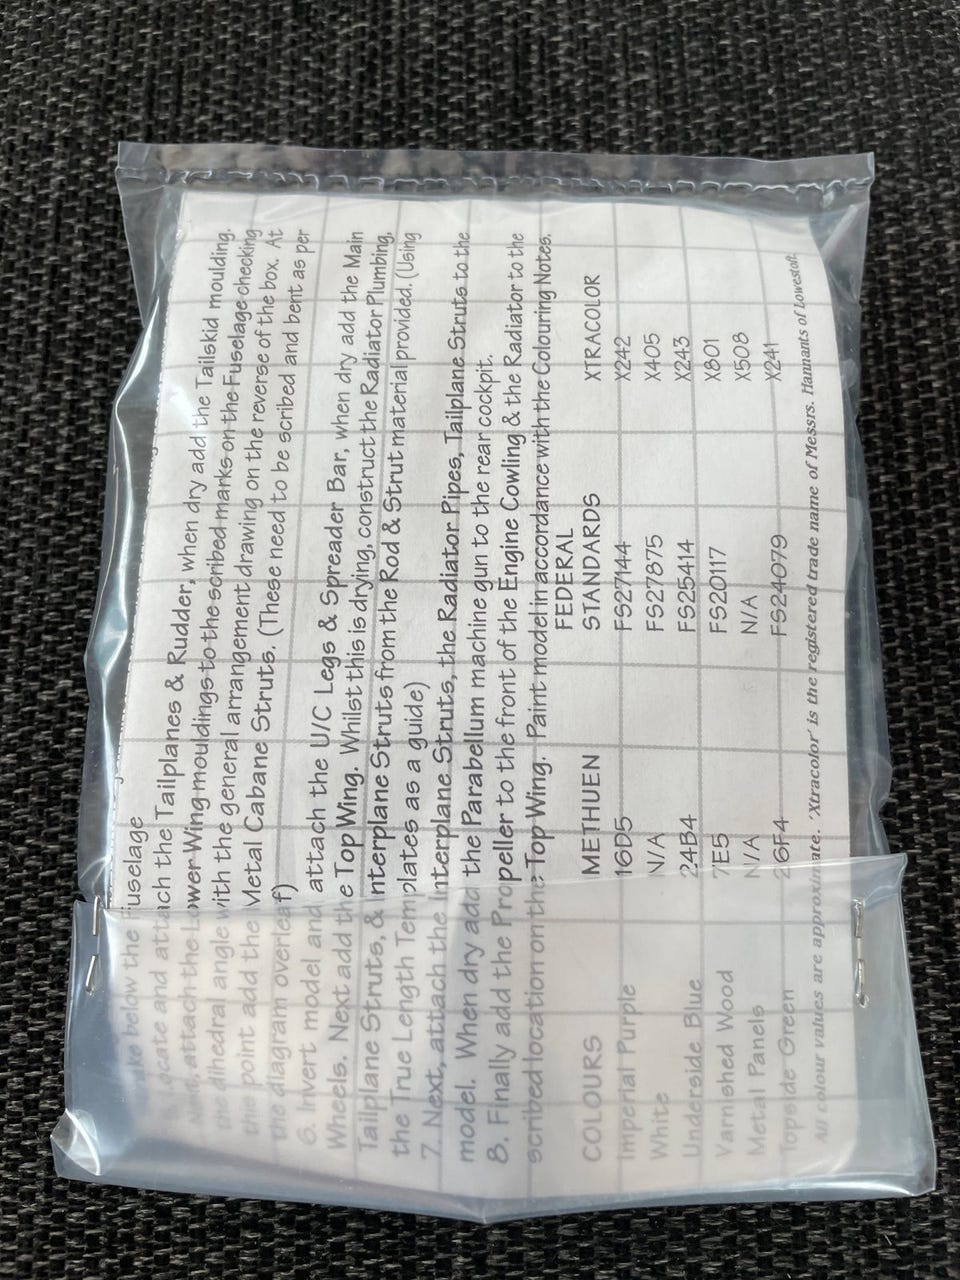 ake below the Fuselage
Locate and attach the Tailplanes & Rudder, when dry add the Tailskid moulding.
attach the Lower Wing mouldings to the scribed marks on the Fuselage checking
the dihedral angle with the general arrangement drawing on the reverse of the box. At
the point add the Metal Cabane Struts. (These need to be scribed and bent as per
the diagram overleaf)
6. Invert model and attach the U/C Legs & Spreader Bar, when dry add the Main
Wheels. Next add the Top Wing. Whilst this is drying, construct the Radiator Plumbing,
Tailplane Struts, & Interplane Struts from the Rod & Strut material provided. (Using
the True Length Templates as a guide)
7. Next, attach the Interplane Struts, the Radiator Pipes, Tailplane Struts to the
model. When dry add the Parabellum machine gun to the rear cockpit.
8. Finally add the Propeller to the front of the Engine Cowling & the Radiator to the
scribed location on the Top Wing. Paint model in accordance with the Colouring Notes.
FEDERAL
COLOURS METHUEN STANDARDS XTRACOLOR
Imperial Purple 16D5 FS27144 X242
White N/A FS27875 X405
Underside Blue 24B4 FS25414 X243
Varnished Wood 7E5 FS20117 X801
Metal Panels N/A N/A X508
Topside Green 26F4 FS24079 X241
All colour values are approximate. 'Xtracolor' is the registered trade name of Messrs. Hannants of Lowestoft.